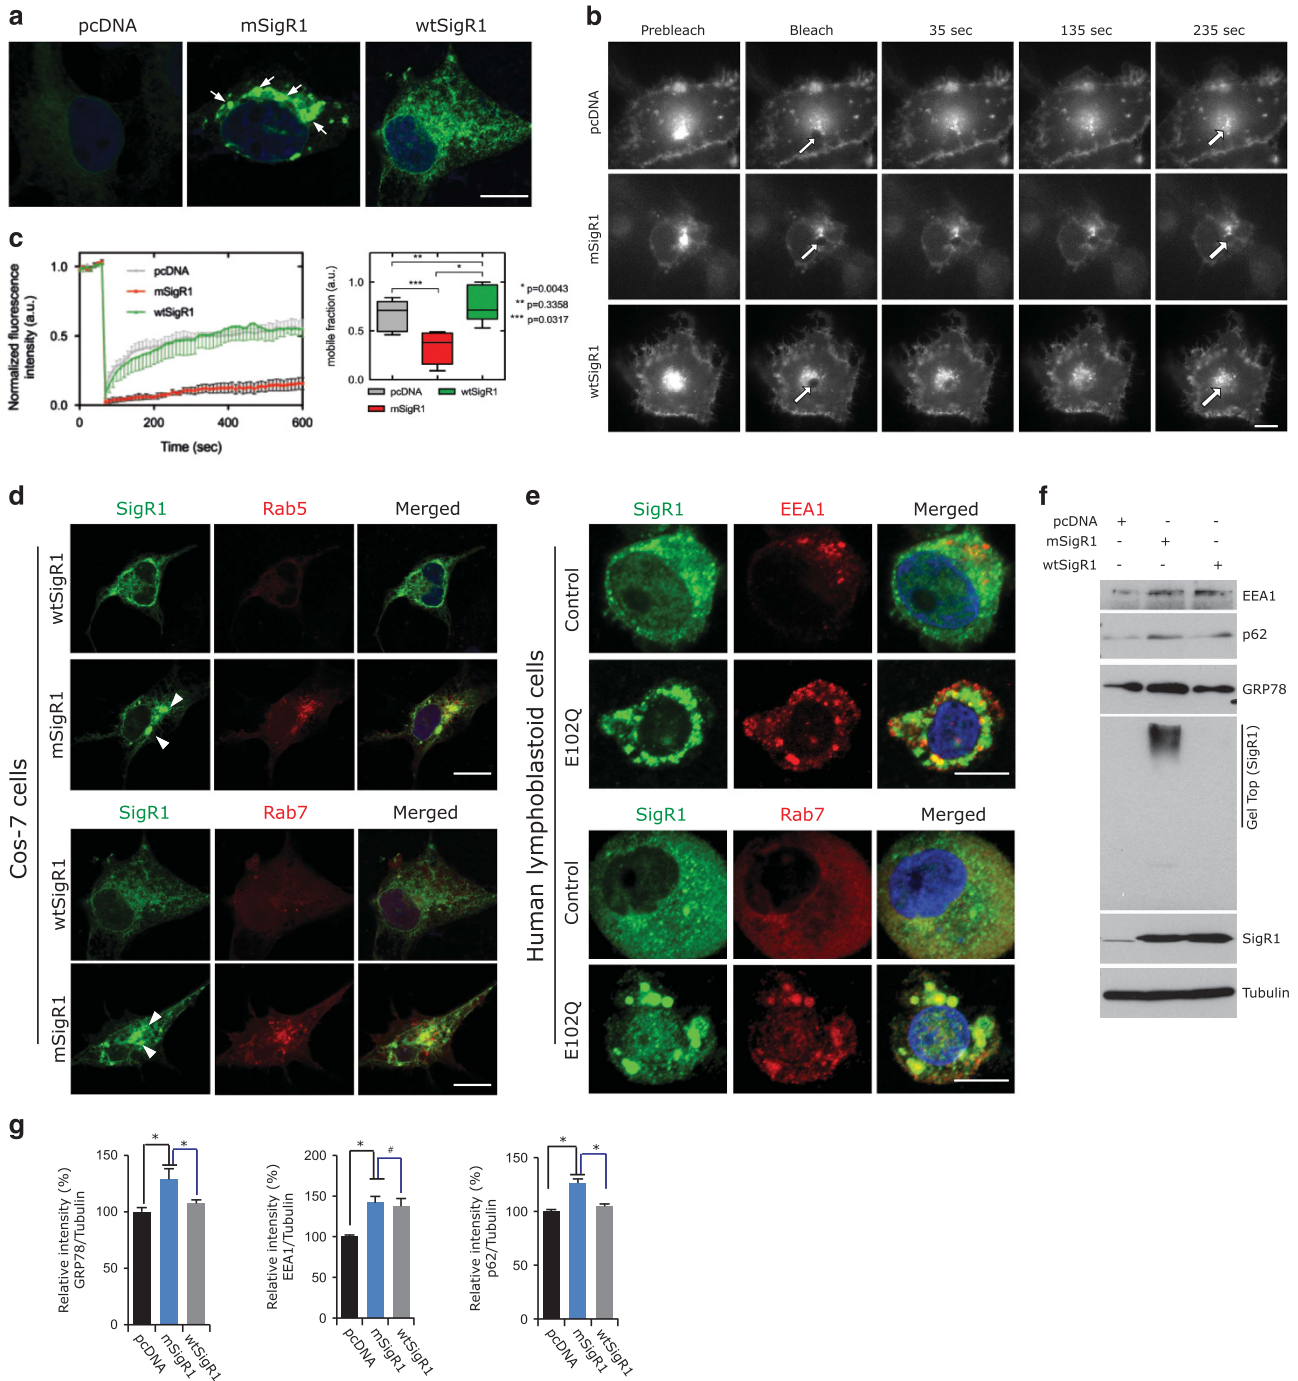 a
pcDNA
mSigR1
wtSigR1
b
Prebleach
Bleach
35 sec
135 sec
235 sec
pcDNA
mSigR1
wtSigR1
c
Normalized fluorescence
intensity (a.u.)
1.0
0.5
0.0
0
200
400
600
Time (sec)
pcDNA
mSigR1
wtSigR1
mobile fraction (a.u.)
1.0
0.5
0.0
**
*
***
* p=0.0043
** p=0.3358
*** p=0.0317
pcDNA
wtSigR1
mSigR1
d
SigR1
Rab5
Merged
wtSigR1
mSigR1
SigR1
Rab7
Merged
wtSigR1
mSigR1
Cos-7 cells
e
SigR1
EEA1
Merged
Control
E102Q
SigR1
Rab7
Merged
Control
E102Q
Human lymphoblastoid cells
f
pcDNA + - -
mSigR1 - + -
wtSigR1 - - +
EEA1
p62
GRP78
Gel Top (SigR1)
SigR1
Tubulin
g
Relative intensity (%)
GRP78/Tubulin
150
100
50
0
* *
pcDNA
mSigR1
wtSigR1
Relative intensity (%)
EEA1/Tubulin
200
150
100
50
0
* #
pcDNA
mSigR1
wtSigR1
Relative intensity (%)
p62/Tubulin
150
100
50
0
* *
pcDNA
mSigR1
wtSigR1